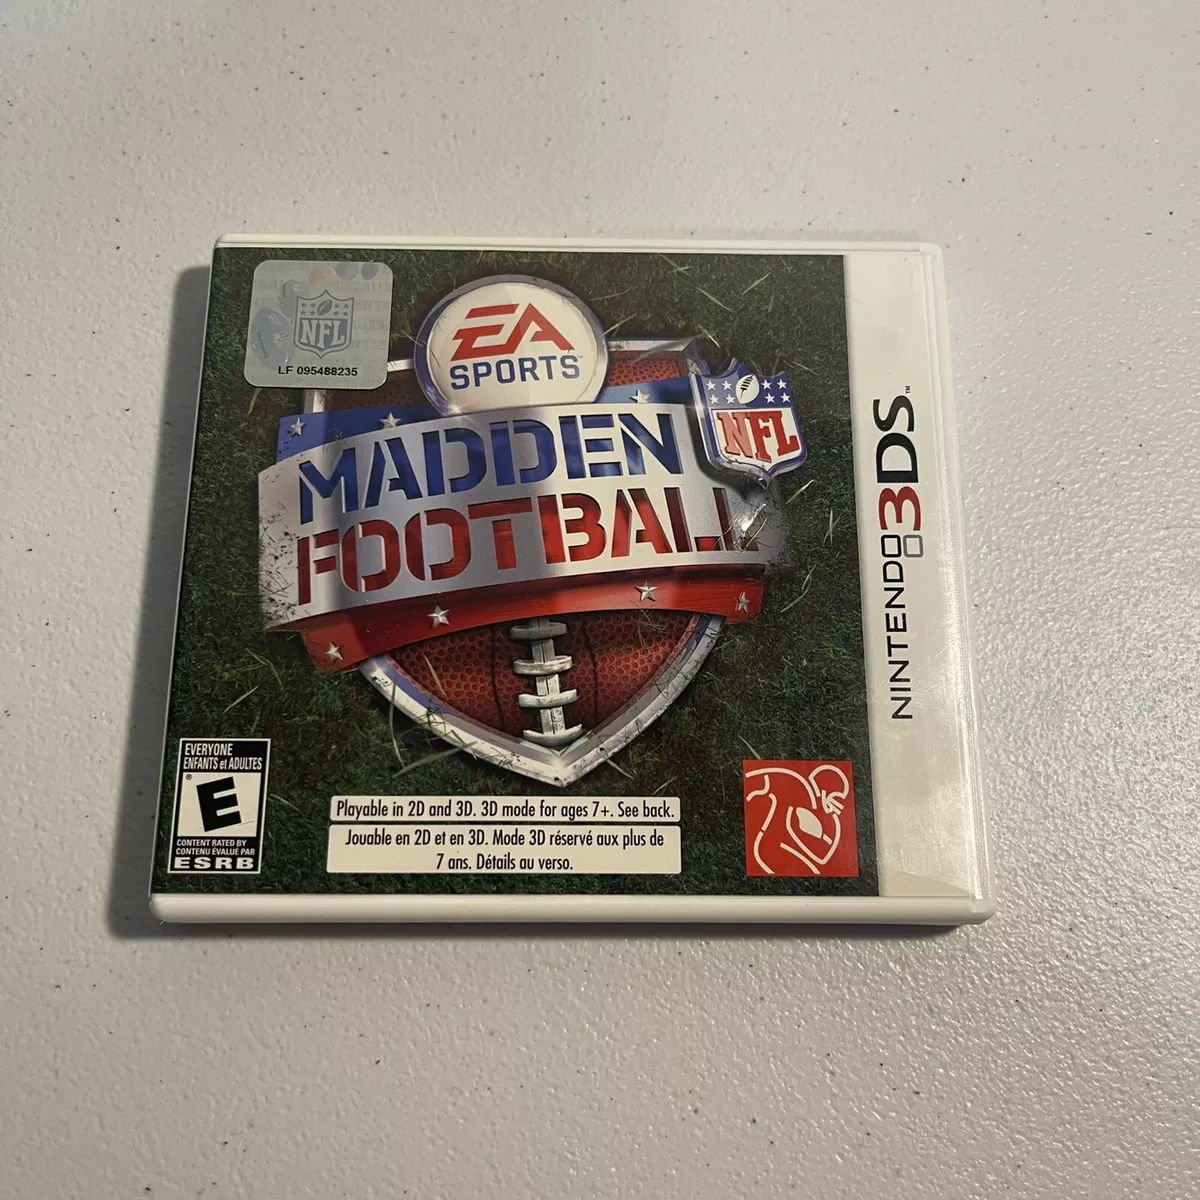 NFL
LF 095488235
EA
SPORTS™
NFL
MADDEN
FOOTBALL
NINTENDO 3DS™
EVERYONE
ENFANTS et ADULTES
E
®
CONTENT RATED BY
CONTENU ÉVALUÉ PAR
ESRB
Playable in 2D and 3D. 3D mode for ages 7+. See back.
Jouable en 2D et en 3D. Mode 3D réservé aux plus de
7 ans. Détails au verso.